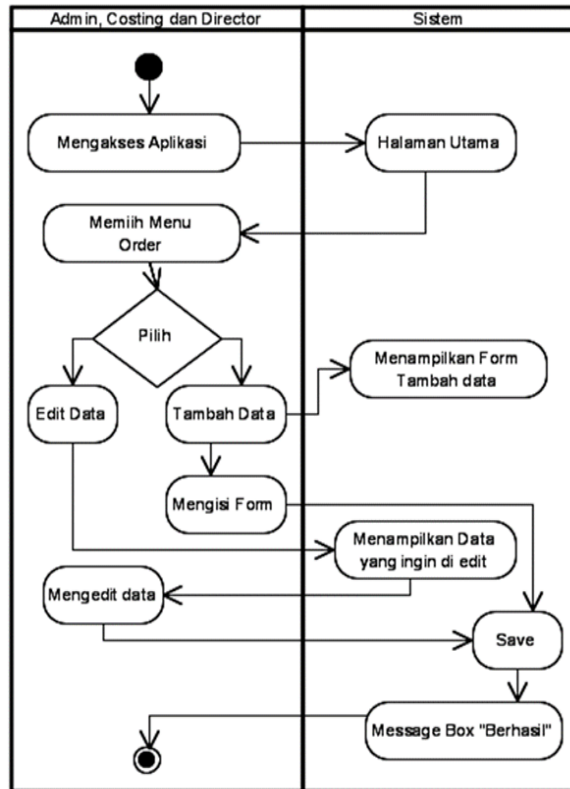 Admin, Costing dan Director
Sistem
Mengakses Aplikasi
Halaman Utama
Memiih Menu
Order
Pilih
Menampilkan Form
Tambah data
Edit Data
Tambah Data
Mengisi Form
Menampilkan Data
yang ingin di edit
Mengedit data
Save
Message Box "Berhasil"